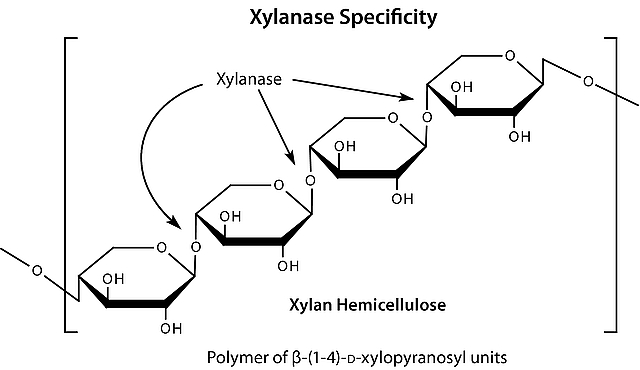 Xylanase Specificity
O
OH
O
Xylanase
OH
O
O
OH
OH
O
O
OH
OH
O
O
OH
O
OH
Xylan Hemicellulose
OH
Polymer of β-(1-4)-D-xylopyranosyl units